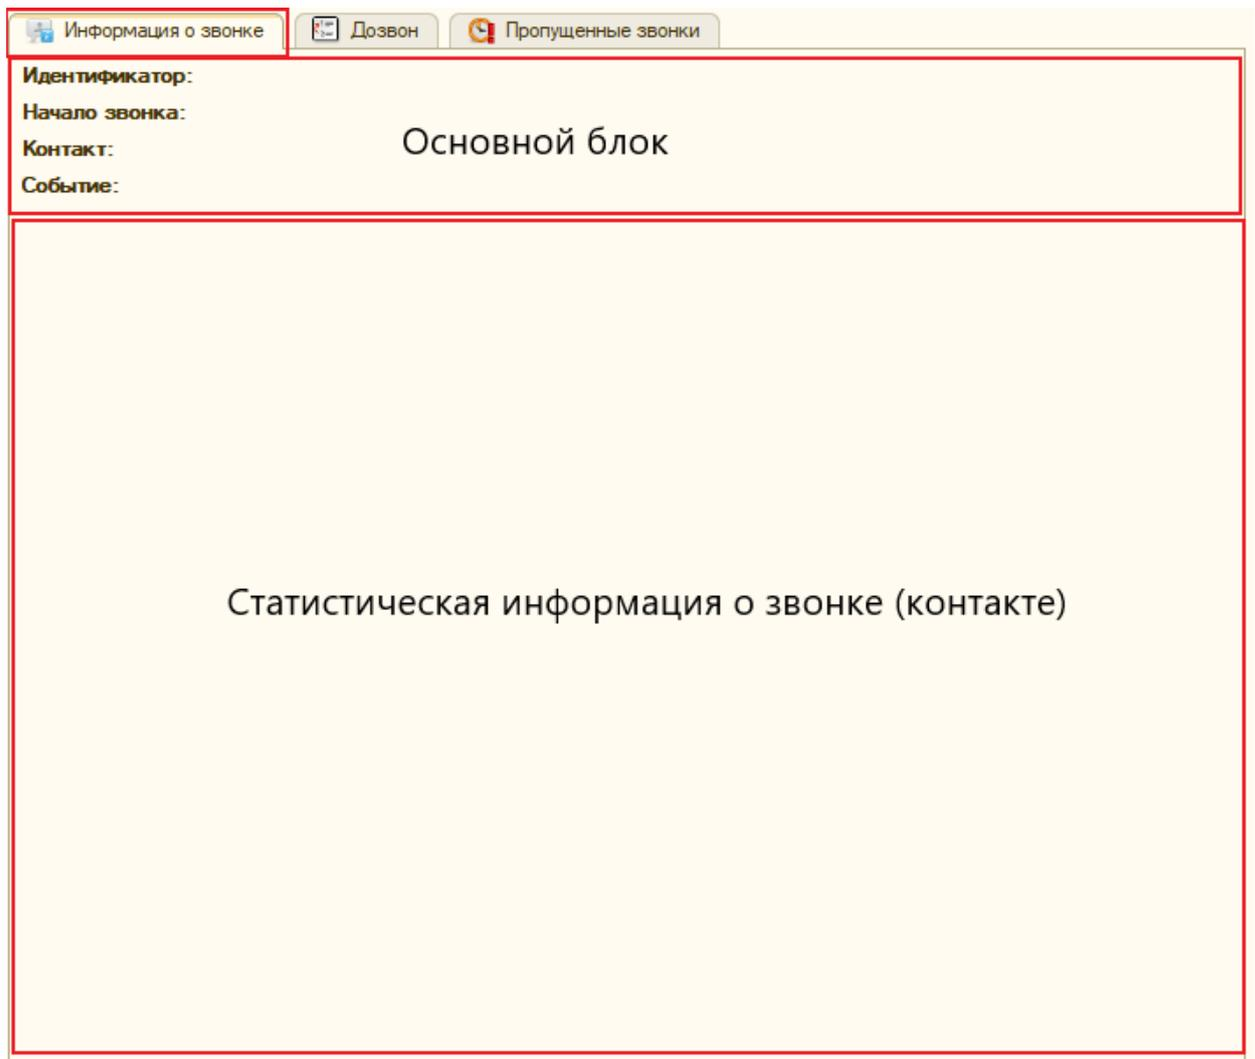 Информация о звонке Дозвон Пропущенные звонки
Идентификатор:
Начало звонка:
Контакт:
Событие:
Основной блок
Статистическая информация о звонке (контакте)